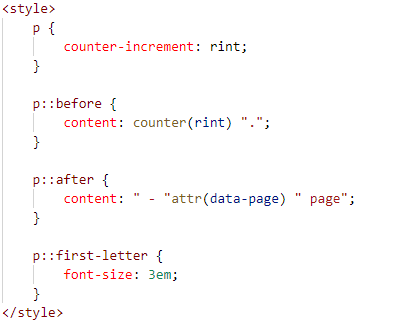 <style>
p {
counter-increment: rint;
}
p::before {
content: counter(rint) ".";
}
p::after {
content: " - "attr(data-page) " page";
}
p::first-letter {
font-size: 3em;
}
</style>